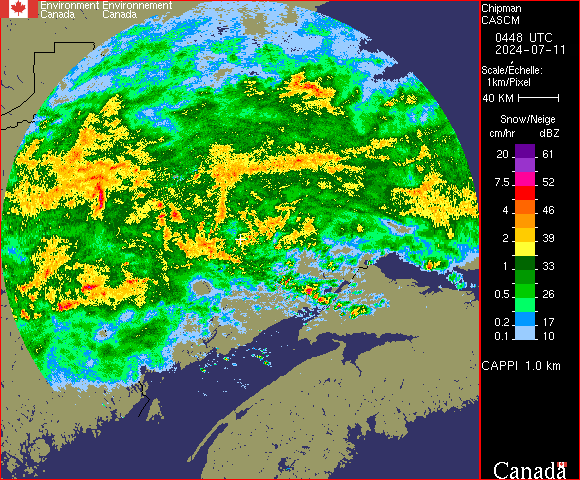 Environment Environnement
Canada Canada
Chipman
CASCM
0448 UTC
2024-07-11
Scale/Échelle:
1km/Pixel
40 KM
Snow/Neige
cm/hr dBZ
20 61
7.5 52
4 46
2 39
1 33
0.5 26
0.2 17
0.1 10
CAPPI 1.0 km
Canada